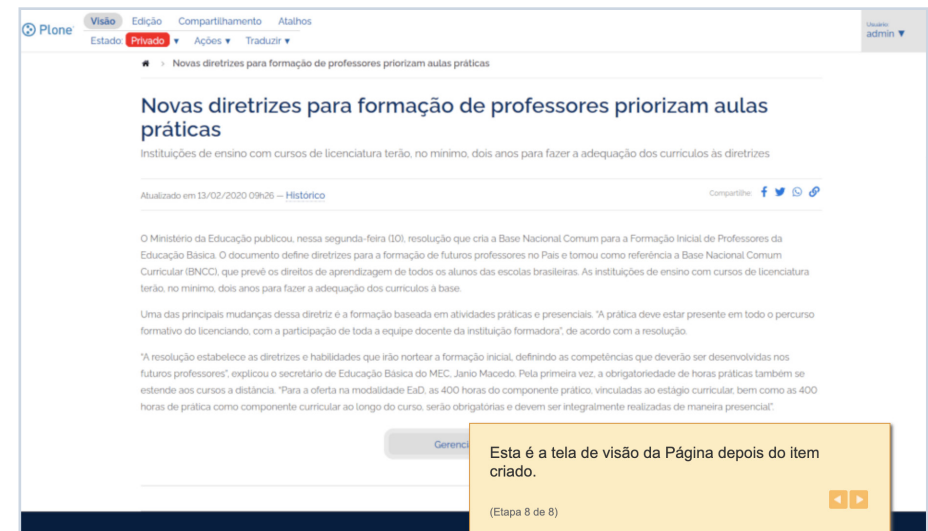 Plone
Visão Edição Compartilhamento Atalhos
Estado: Privado ▼ Ações ▼ Traduzir ▼
Usuário:
admin ▼
Novas diretrizes para formação de professores priorizam aulas práticas
Novas diretrizes para formação de professores priorizam aulas
práticas
Instituições de ensino com cursos de licenciatura terão, no mínimo, dois anos para fazer a adequação dos currículos às diretrizes
Atualizado em 13/02/2020 09h26 — Histórico
Compartilhe:
O Ministério da Educação publicou, nessa segunda-feira (10), resolução que cria a Base Nacional Comum para a Formação Inicial de Professores da
Educação Básica. O documento define diretrizes para a formação de futuros professores no País e tomou como referência a Base Nacional Comum
Curricular (BNCC), que prevê os direitos de aprendizagem de todos os alunos das escolas brasileiras. As instituições de ensino com cursos de licenciatura
terão, no mínimo, dois anos para fazer a adequação dos currículos à base.
Uma das principais mudanças dessa diretriz é a formação baseada em atividades práticas e presenciais. “A prática deve estar presente em todo o percurso
formativo do licenciando, com a participação de toda a equipe docente da instituição formadora”, de acordo com a resolução.
“A resolução estabelece as diretrizes e habilidades que irão nortear a formação inicial, definindo as competências que deverão ser desenvolvidas nos
futuros professores”, explicou o secretário de Educação Básica do MEC, Janio Macedo. Pela primeira vez, a obrigatoriedade de horas práticas também se
estende aos cursos a distância. “Para a oferta na modalidade EaD, as 400 horas do componente prático, vinculadas ao estágio curricular, bem como as 400
horas de prática como componente curricular ao longo do curso, serão obrigatórias e devem ser integralmente realizadas de maneira presencial”.
Gerenci
Esta é a tela de visão da Página depois do item
criado.
(Etapa 8 de 8)